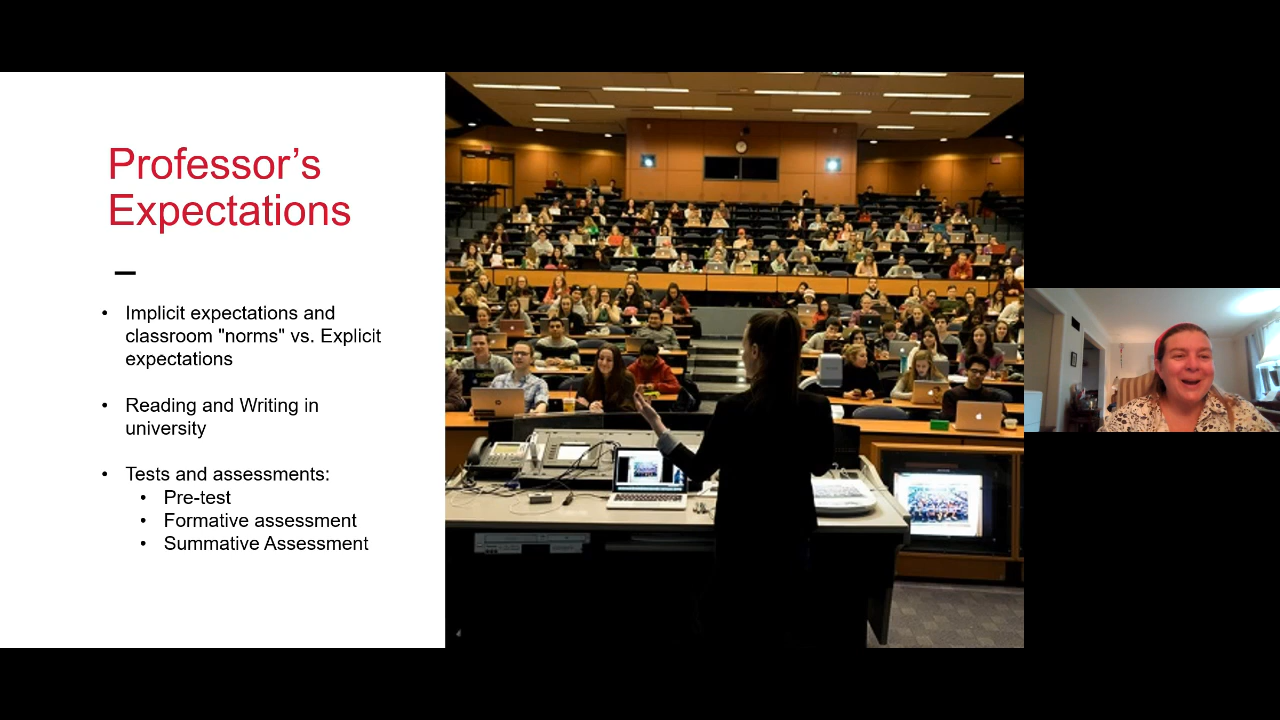 Professor’s
Expectations
• Implicit expectations and
classroom "norms" vs. Explicit
expectations
• Reading and Writing in
university
• Tests and assessments:
• Pre-test
• Formative assessment
• Summative Assessment